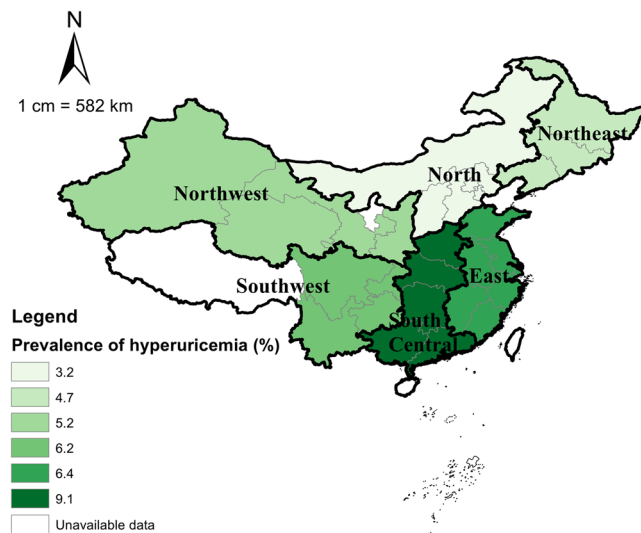 N
1 cm = 582 km
Northeast
North
Northwest
Southwest
East
South
Central
Legend
Prevalence of hyperuricemia (%)
3.2
4.7
5.2
6.2
6.4
9.1
Unavailable data